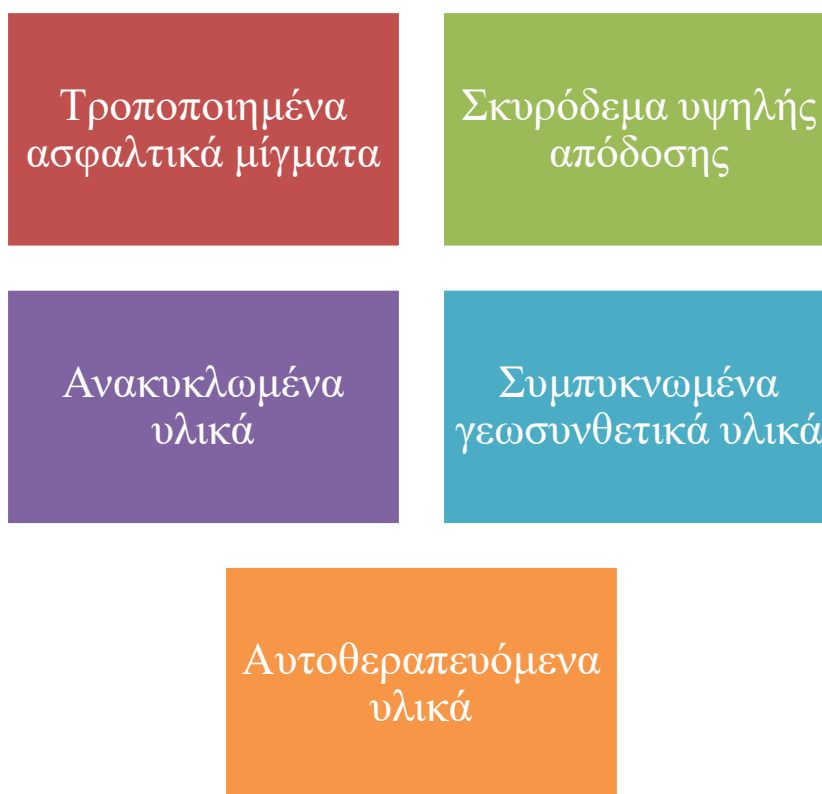 Τροποποιημένα
ασφαλτικά μίγματα
Σκυρόδεμα υψηλής
απόδοσης
Ανακυκλωμένα
υλικά
Συμπυκνωμένα
γεωσυνθετικά υλικά
Αυτοθεραπευόμενα
υλικά